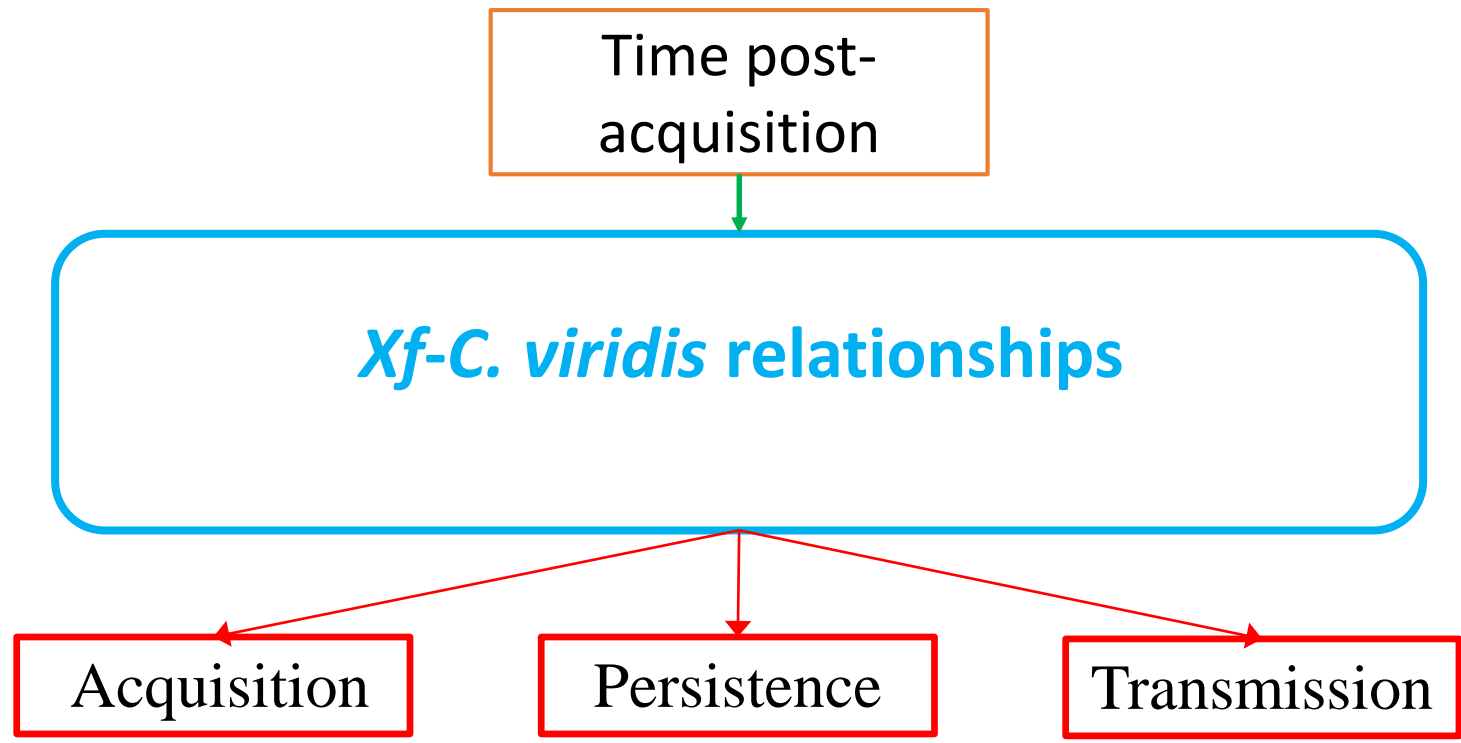 Time post-
acquisition
Xf-C. viridis relationships
Acquisition
Persistence
Transmission